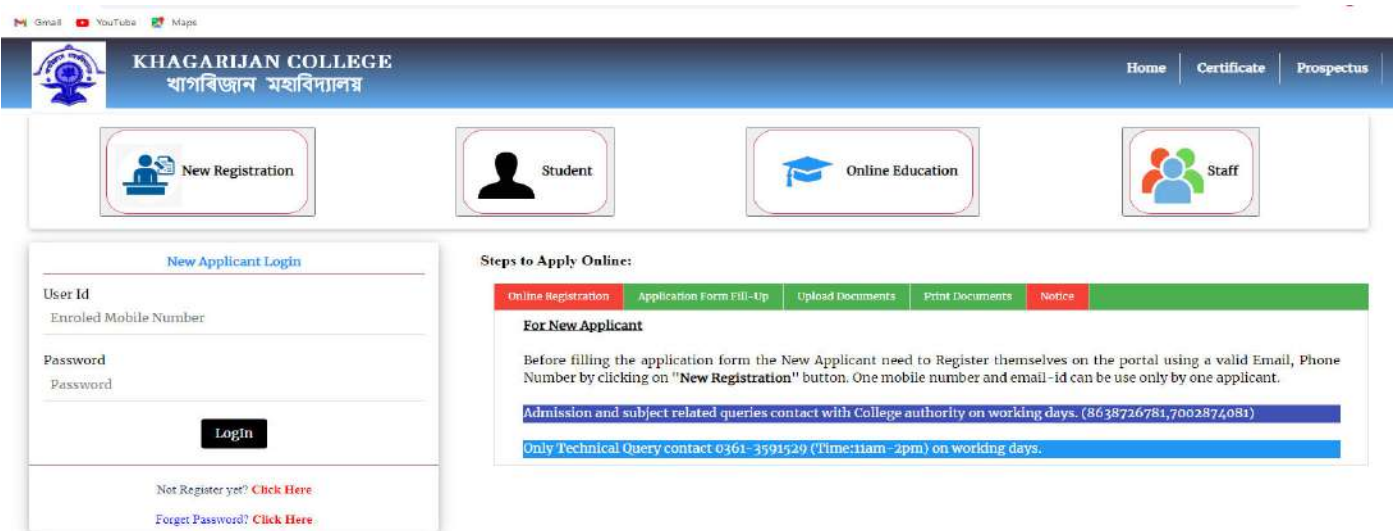 Gmail YouTube Maps
KHAGARIJAN COLLEGE
খাগৰিজান মহাবিদ্যালয়
Home Certificate Prospectus
New Registration Student Online Education Staff
New Applicant Login
User Id
Enroled Mobile Number
Password
Password
LogIn
Not Register yet? Click Here
Forget Password? Click Here
Steps to Apply Online:
Online Registration Application Form Fill-Up Upload Documents Print Documents Notice
For New Applicant
Before filling the application form the New Applicant need to Register themselves on the portal using a valid Email, Phone
Number by clicking on "New Registration" button. One mobile number and email-id can be use only by one applicant.
Admission and subject related queries contact with College authority on working days. (8638726781,7002874081)
Only Technical Query contact 0361-3591529 (Time:11am-2pm) on working days.